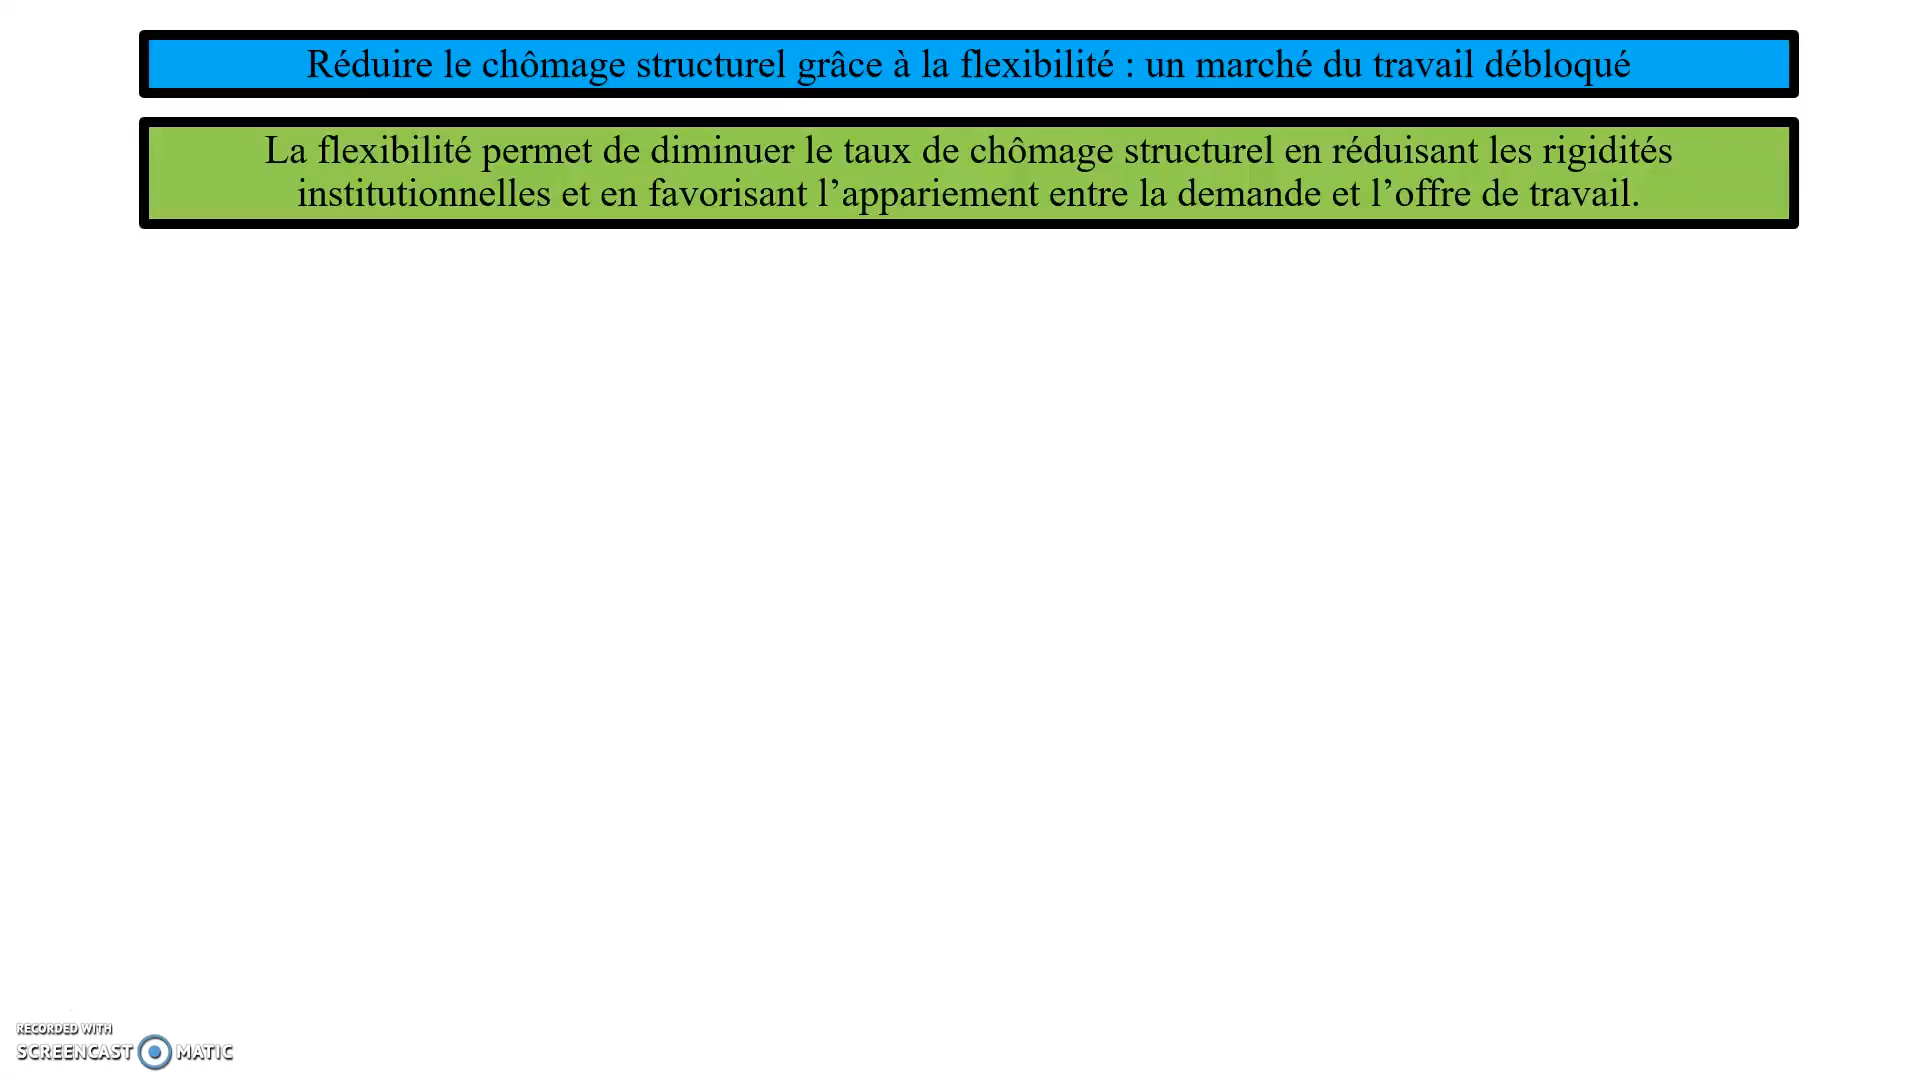 Réduire le chômage structurel grâce à la flexibilité : un marché du travail débloqué
La flexibilité permet de diminuer le taux de chômage structurel en réduisant les rigidités
institutionnelles et en favorisant l’appariement entre la demande et l’offre de travail.
RECORDED WITH
SCREENCAST MATIC